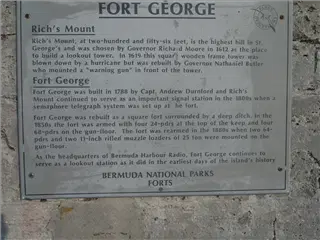 FORT GEORGE
Rich's Mount
Rich's Mount, at two-hundred and fifty-six feet, is the highest hill in St.
George's and was chosen by Governor Richard Moore in 1612 as the place
to build a lookout tower. In 1619 this square wooden frame tower was
blown down by a hurricane but was rebuilt by Governor Nathaniel Butler
who mounted a "warning gun" in front of the tower.
Fort George
Fort George was built in 1788 by Capt. Andrew Durnford and Rich's
Mount continued to serve as an important signal station in the 1800s when a
semaphore telegraph system was set up at the fort.
Fort George was rebuilt as a square fort surrounded by a deep ditch. In the
1850s the fort was armed with four 24-pdrs at the top of the keep and four
64-pdrs on the gun-floor. The fort was rearmed in the 1880s when two 64-
pdrs and two 11-inch rifled muzzle loaders of 25 ton were mounted on the
gun-floor.
As the headquarters of Bermuda Harbour Radio, Fort George continues to
serve as a lookout station as it did in the earliest days of the island's history
BERMUDA NATIONAL PARKS
FORTS